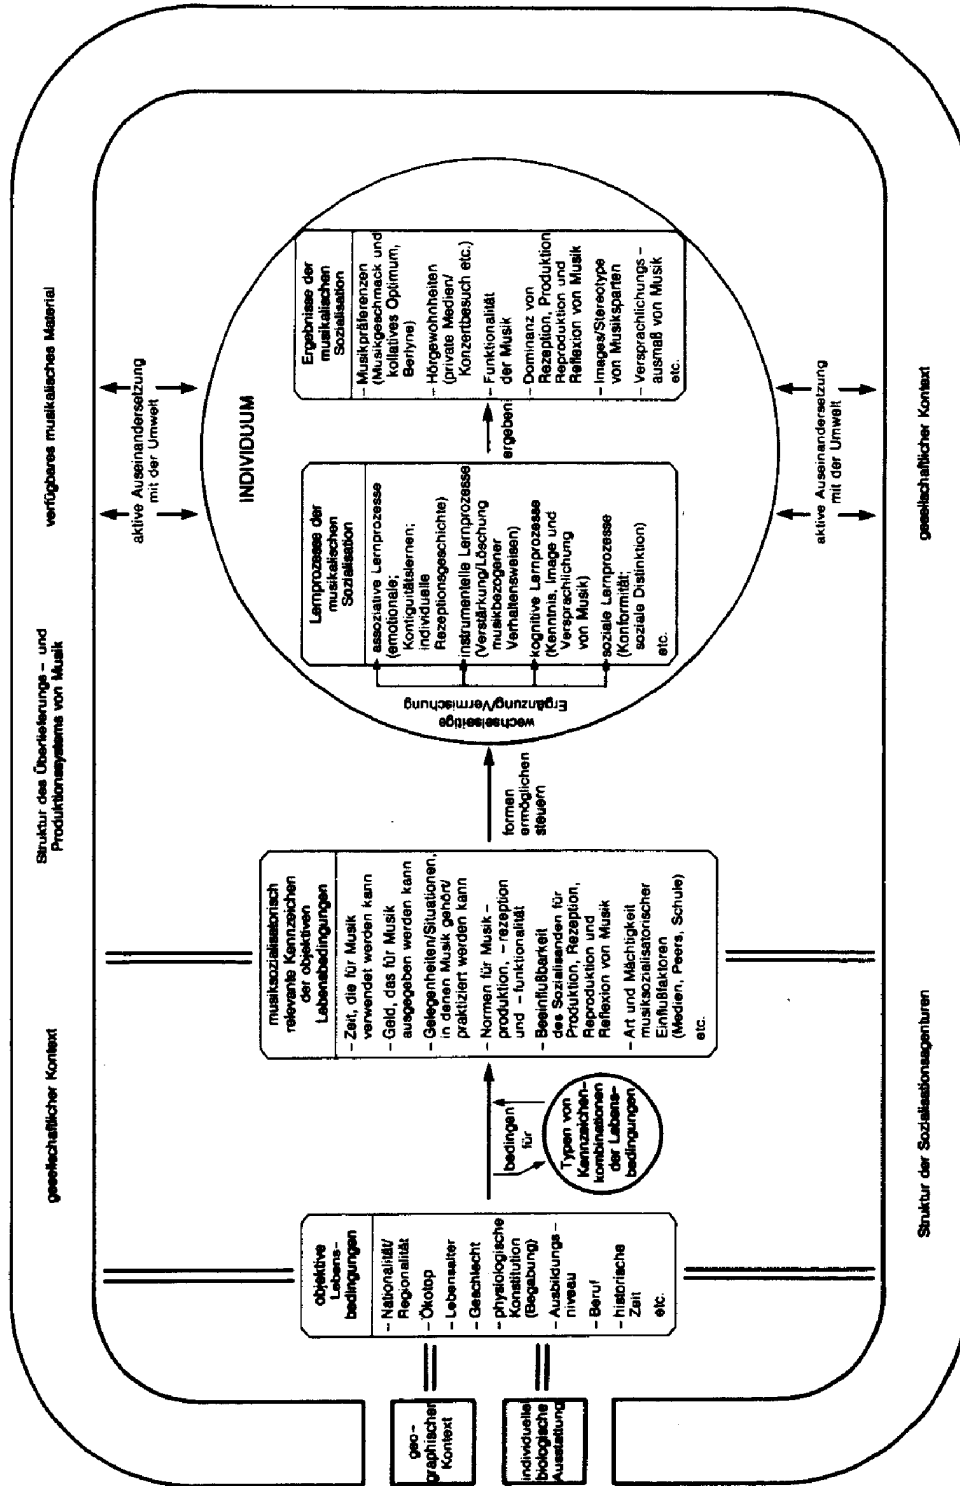 gesellschaftlicher Kontext
Struktur des Überlieferungs- und
Produktionssystems von Musik
verfügbares musikalisches Material
geo-
graphischer
Kontext
individuelle
biologische
Ausstattung
objektive
Lebens-
bedingungen
- Nationalität/
Regionalität
- Ökotop
- Lebensalter
- Geschlecht
- physiologische
Konstitution
(Begabung)
- Ausbildungs-
niveau
- Beruf
- historische
Zeit
etc.
bedingen
für
Typen von
Kennzeichen-
kombinationen
der Lebens-
bedingungen
musiksozialisatorisch
relevante Kennzeichen
der objektiven
Lebensbedingungen
- Zeit, die für Musik
verwendet werden kann
- Geld, das für Musik
ausgegeben werden kann
- Gelegenheiten/Situationen,
in denen Musik gehört/
praktiziert werden kann
- Normen für Musik-
produktion, -rezeption
und -funktionalität
- Beeinflußbarkeit
des Sozialisanden für
Produktion, Rezeption,
Reproduktion und
Reflexion von Musik
- Art und Mächtigkeit
musiksozialisatorischer
Einflußfaktoren
(Medien, Peers, Schule)
etc.
formen
ermöglichen
steuern
INDIVIDUUM
wechselseitige
Ergänzung/Vermischung
Lernprozesse der
musikalischen
Sozialisation
assoziative Lernprozesse
(emotionale;
Kontiguitätslernen;
individuelle
Rezeptionsgeschichte)
instrumentelle Lernprozesse
(Verstärkung/Löschung
musikbezogener
Verhaltensweisen)
kognitive Lernprozesse
(Kenntnis, Image und
Versprachlichung
von Musik)
soziale Lernprozesse
(Konformität;
soziale Distinktion)
etc.
ergeben
Ergebnisse der
musikalischen
Sozialisation
- Musikpräferenzen
(Musikgeschmack und
kollatives Optimum,
Berlyne)
- Hörgewohnheiten
(private Medien/
Konzertbesuch etc.)
- Funktionalität
der Musik
- Dominanz von
Rezeption, Produktion
Reproduktion und
Reflexion von Musik
- Images/Stereotype
von Musiksparten
- Versprachlichungs-
ausmaß von Musik
etc.
aktive Auseinandersetzung
mit der Umwelt
aktive Auseinandersetzung
mit der Umwelt
Struktur der Sozialisationsagenturen
gesellschaftlicher Kontext